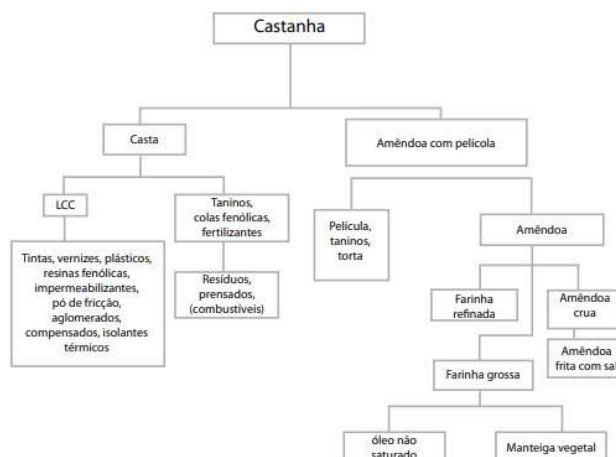 Castanha
Casta
Amêndoa com pelícola
LCC
Taninos,
colas fenólicas,
fertilizantes
Película,
taninos,
torta
Amêndoa
Tintas, vernizes, plásticos,
resinas fenólicas,
impermeabilizantes,
pó de fricção,
aglomerados,
compensados, isolantes
térmicos
Resíduos,
prensados,
(combustíveis)
Farinha
refinada
Amêndoa
crua
Amêndoa
frita com sal
Farinha grossa
óleo não
saturado
Manteiga vegetal